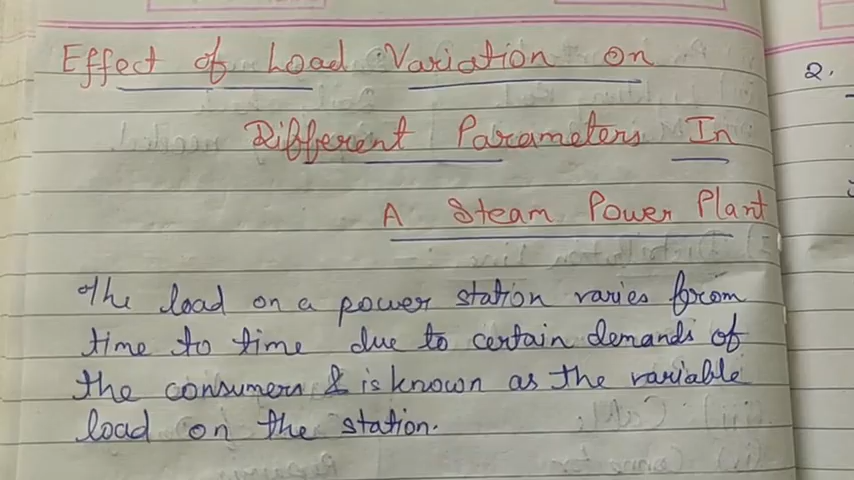 Effect of Load Variation on
Different Parameters In
A Steam Power Plant
The load on a power station varies from
time to time due to certain demands of
the consumers & is known as the variable
load on the station.
2.